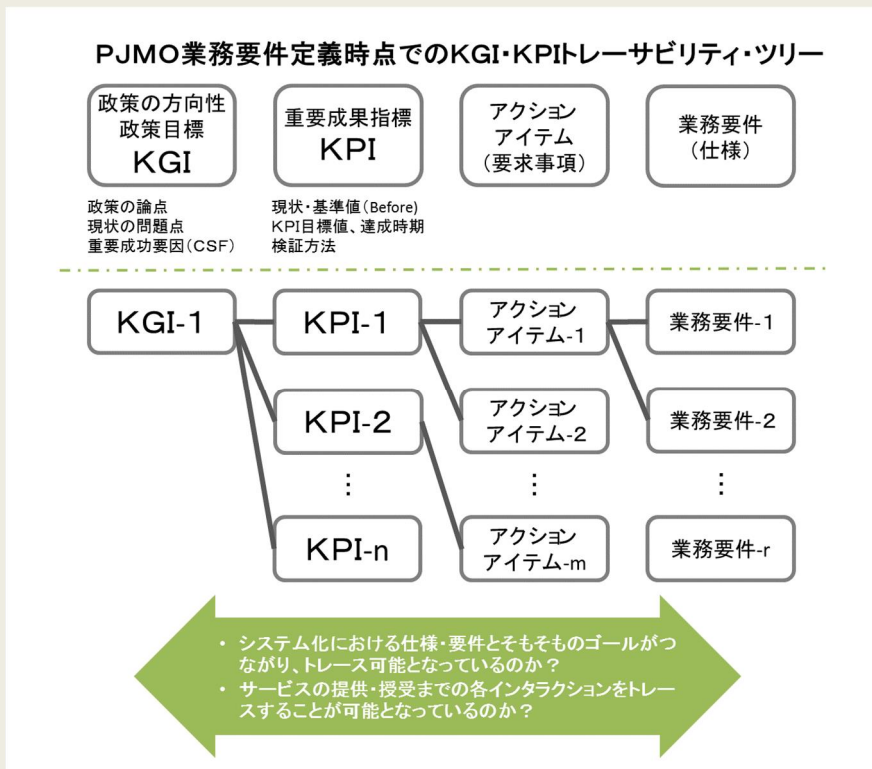 PJMO業務要件定義時点でのKGI・KPIトレーサビリティ・ツリー
政策の方向性
政策目標
KGI
重要成果指標
KPI
アクション
アイテム
(要求事項)
業務要件
(仕様)
政策の論点
現状の問題点
重要成功要因(CSF)
現状・基準値(Before)
KPI目標値、達成時期
検証方法
KGI-1
KPI-1
アクション
アイテム-1
業務要件-1
KPI-2
アクション
アイテム-2
業務要件-2
⋮
⋮
⋮
KPI-n
アクション
アイテム-m
業務要件-r
・ システム化における仕様・要件とそもそものゴールがつ
ながり、トレース可能となっているのか?
・ サービスの提供・授受までの各インタラクションをトレー
スすることが可能となっているのか?